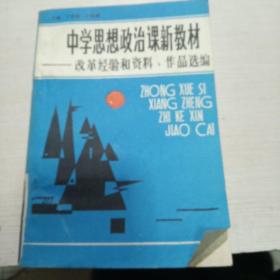 中学思想政治课新教材
——改革经验和资料、作品选编
ZHONG XUE SI
XIANG ZHENG
ZHI KE XIN
JIAO CAI